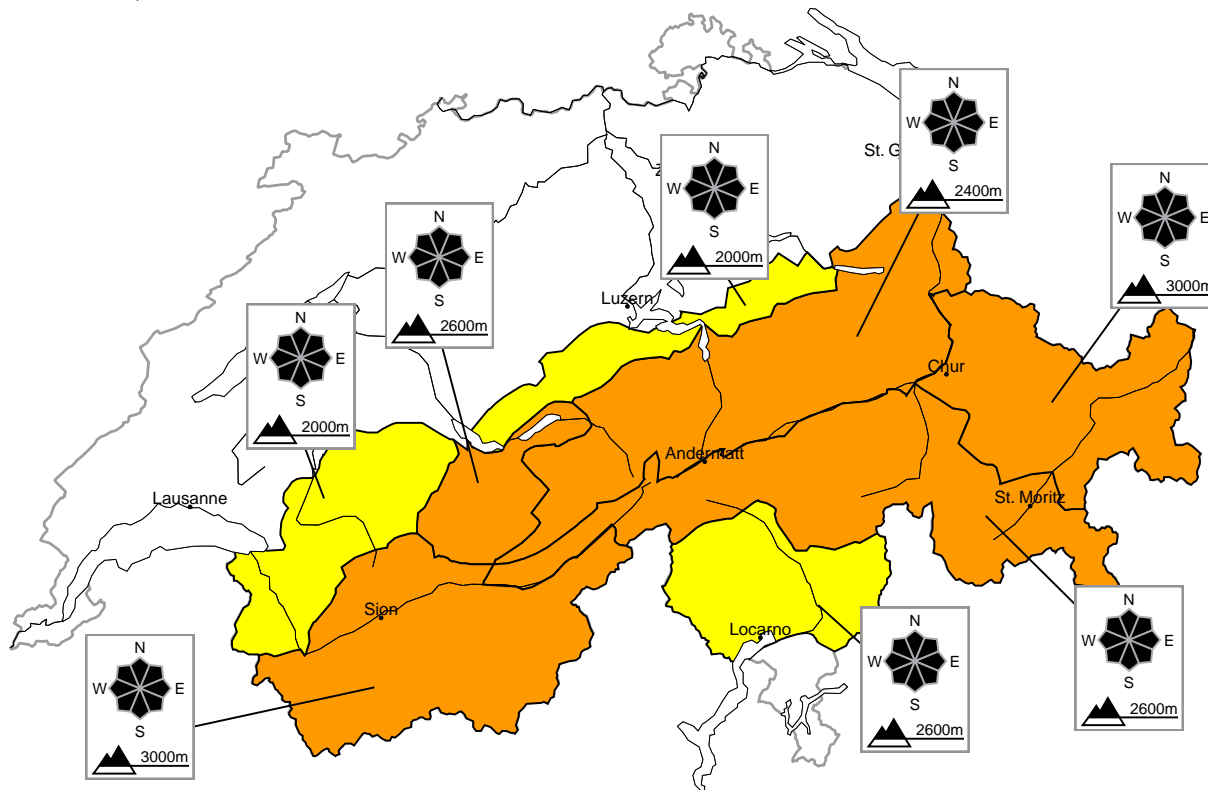 N
W E
S
2400m
St. G
N
W E
S
2000m
Z
N
W E
S
3000m
N
W E
S
2600m
Luzern
N
W E
S
2000m
Chur
Andermatt
Lausanne
St. Moritz
Sion
Locarno
N
W E
S
2600m
N
W E
S
2600m
N
W E
S
3000m